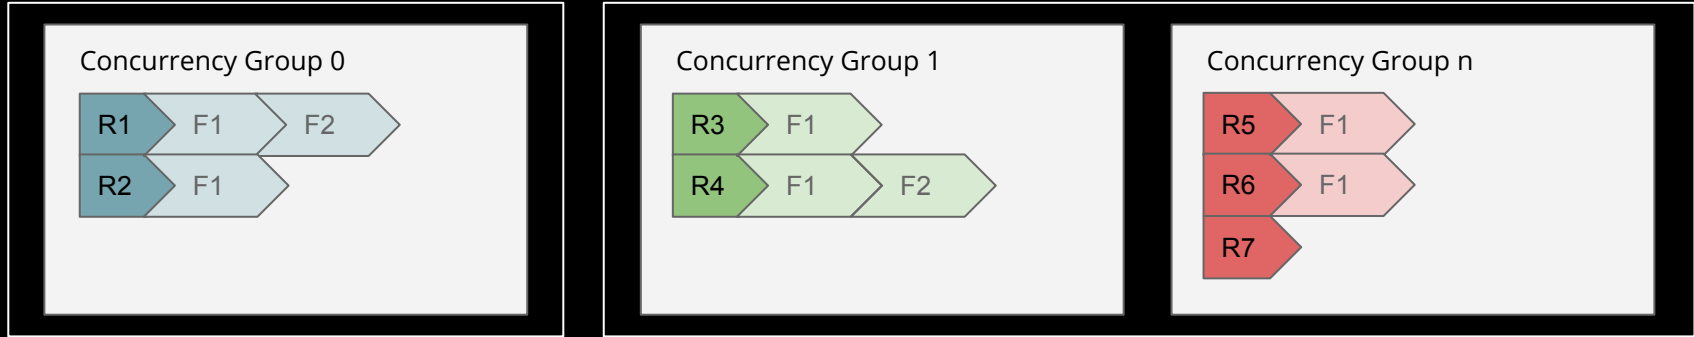 Concurrency Group 0
R1 F1 F2
R2 F1
Concurrency Group 1
R3 F1
R4 F1 F2
Concurrency Group n
R5 F1
R6 F1
R7